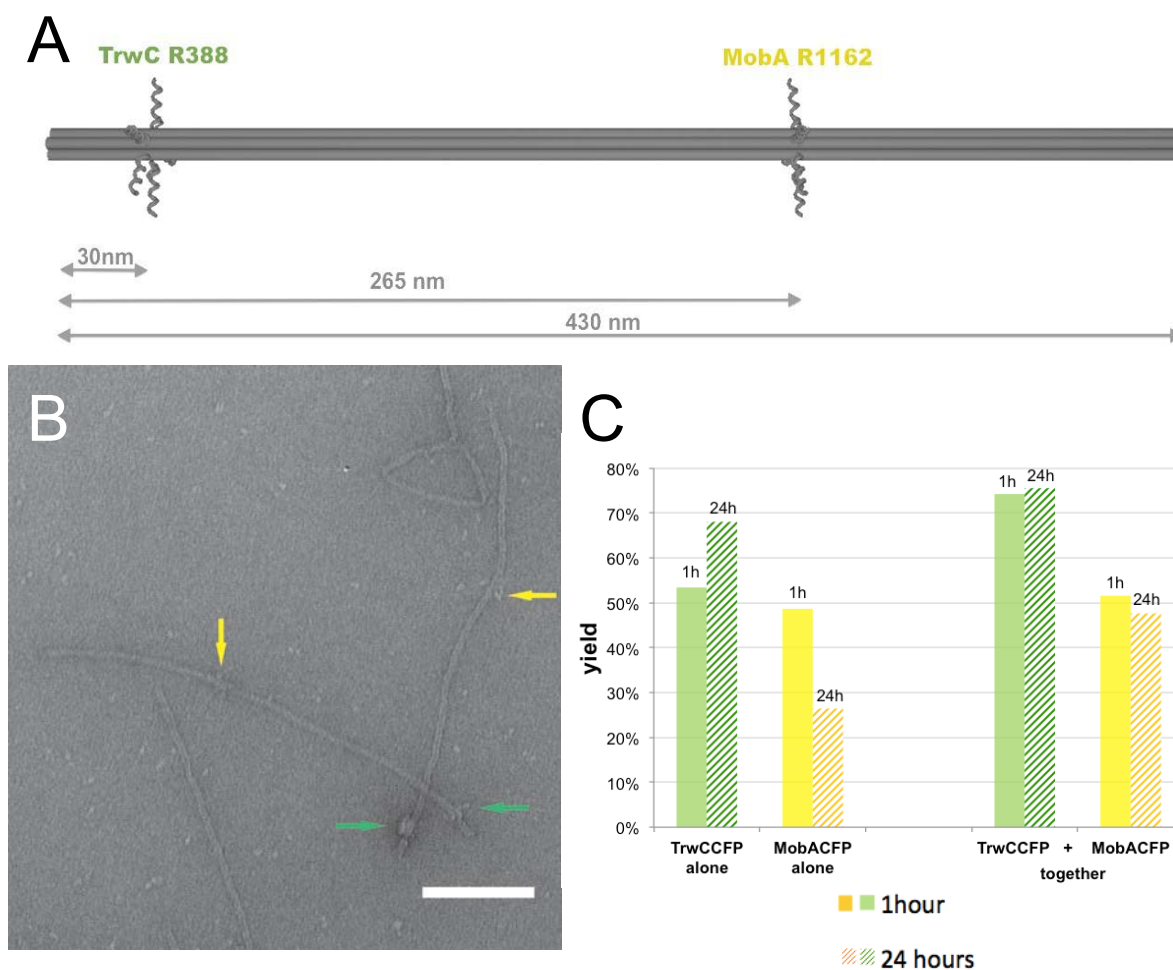 A
TrwC R388
MobA R1162
30nm
265 nm
430 nm
B
C
80%
70%
60%
50%
40%
30%
20%
10%
0%
yield
1h
24h
1h
24h
1h
24h
1h
24h
TrwCCFP
alone
MobACFP
alone
TrwCCFP + MobACFP
together
1hour
24 hours